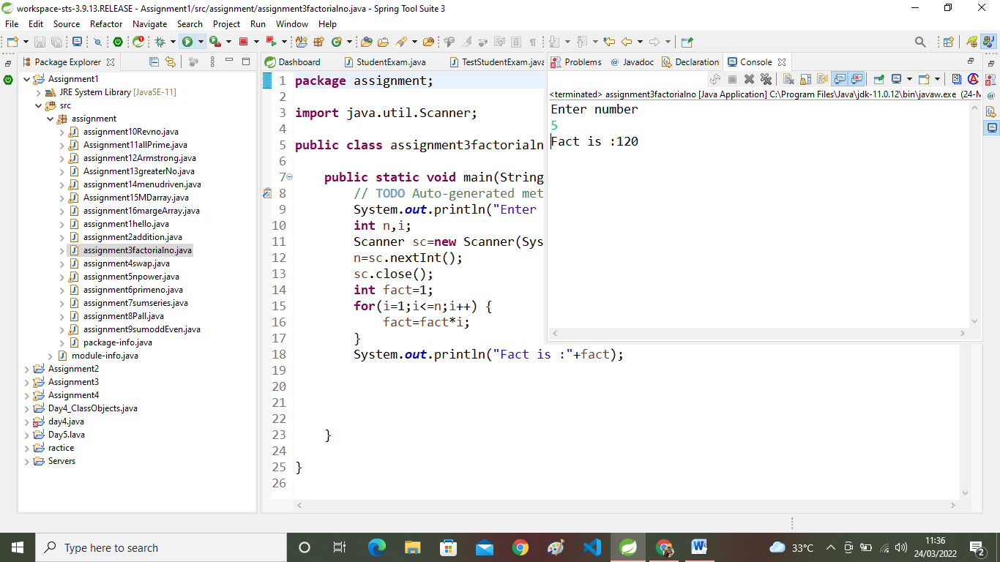 workspace-sts-3.9.13.RELEASE - Assignment1/src/assignment/assignment3factorialno.java - Spring Tool Suite 3
File Edit Source Refactor Navigate Search Project Run Window Help
Package Explorer
Assignment1
JRE System Library [JavaSE-11]
src
assignment
assignment10Revno.java
Assignment11allPrime.java
assignment12Armstrong.java
Assignment13greaterNo.java
assignment14menudriven.java
Assignment15MDarray.java
assignment16margeArray.java
assignment1hello.java
assignment2addition.java
assignment3factorialno.java
assignment4swap.java
assignment5npower.java
assignment6primeno.java
assignment7sumseries.java
assignment8Pall.java
assignment9sumoddEven.java
package-info.java
module-info.java
Assignment2
Assignment3
Assignment4
Day4_ClassObjects.java
day4.java
Day5.lava
ractice
Servers
Dashboard StudentExam.java TestStudentExam.java
1 package assignment;
2
3 import java.util.Scanner;
4
5 public class assignment3factorialn
6
7 public static void main(String
8 // TODO Auto-generated met
9 System.out.println("Enter
10 int n,i;
11 Scanner sc=new Scanner(Sys
12 n=sc.nextInt();
13 sc.close();
14 int fact=1;
15 for(i=1;i<=n;i++) {
16 fact=fact*i;
17 }
18 System.out.println("Fact is :"+fact);
19
20
21
22
23 }
24
25 }
26
Problems @ Javadoc Declaration Console
<terminated> assignment3factorialno [Java Application] C:\Program Files\Java\jdk-11.0.12\bin\javaw.exe (24-M
Enter number
5
Fact is :120
Type here to search
33°C
11:36
24/03/2022
2